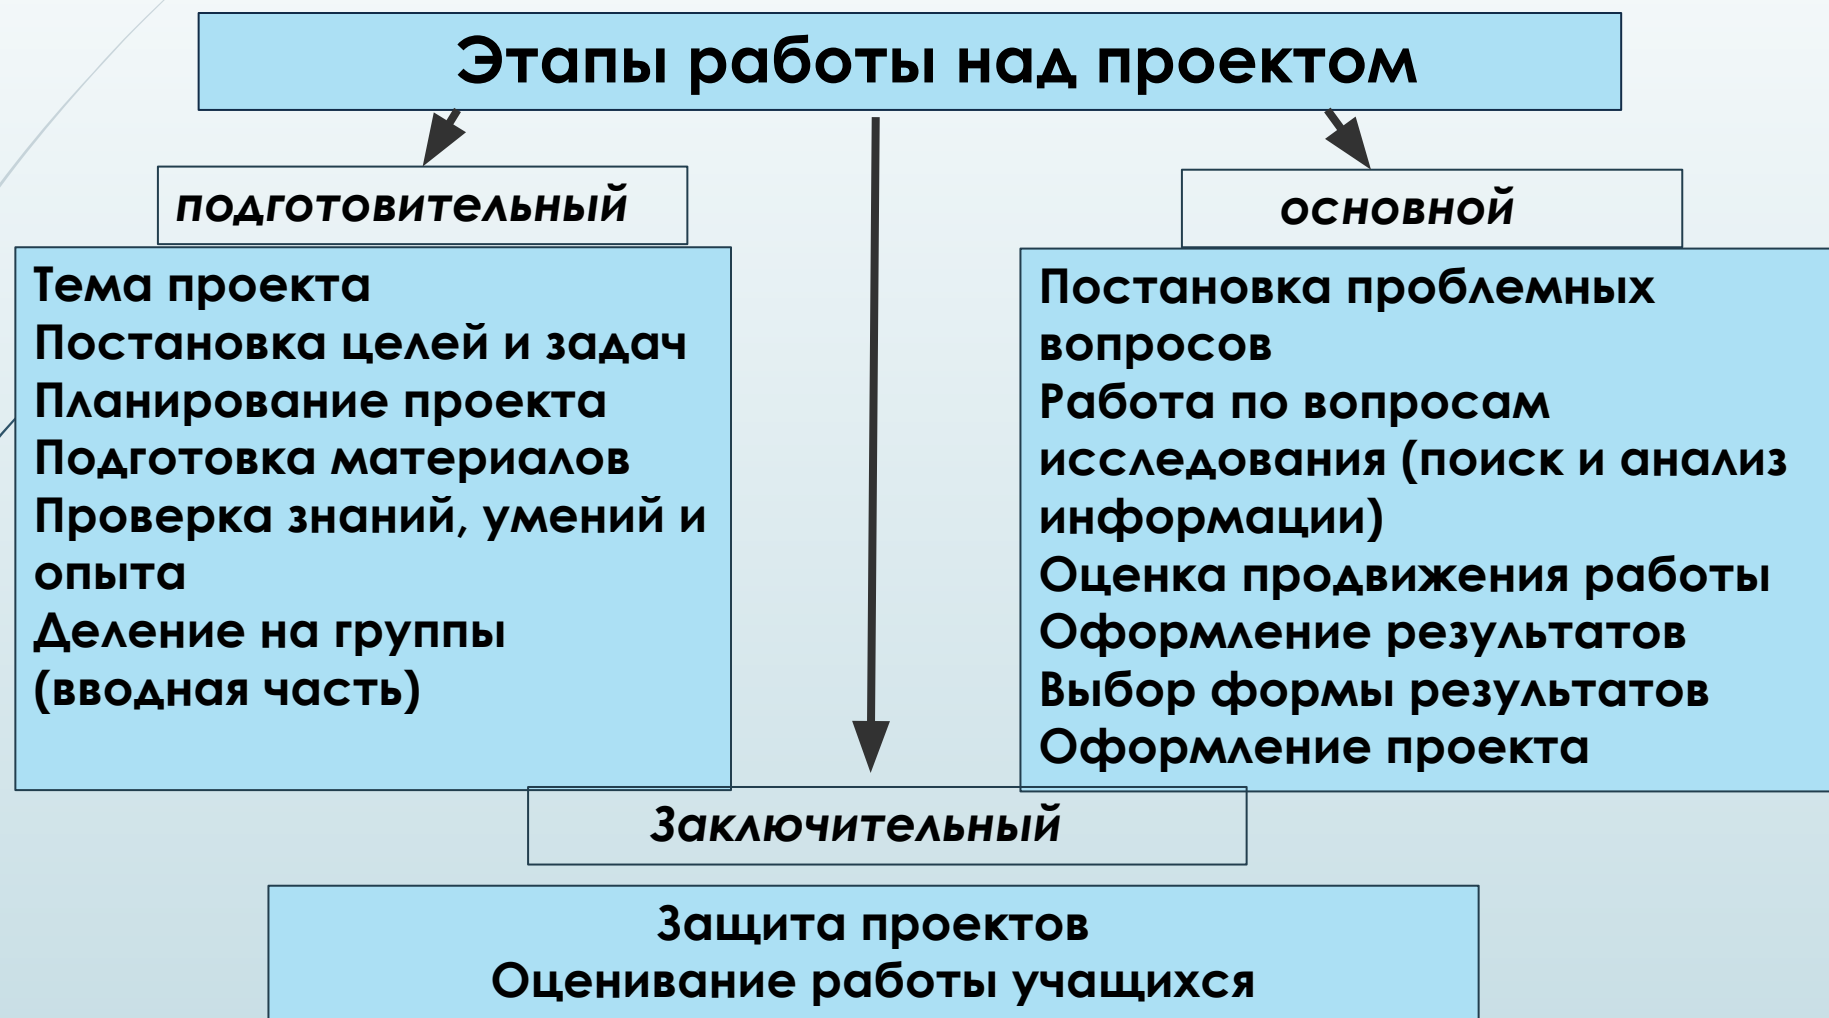 Этапы работы над проектом
подготовительный
Тема проекта
Постановка целей и задач
Планирование проекта
Подготовка материалов
Проверка знаний, умений и
опыта
Деление на группы
(вводная часть)
основной
Постановка проблемных
вопросов
Работа по вопросам
исследования (поиск и анализ
информации)
Оценка продвижения работы
Оформление результатов
Выбор формы результатов
Оформление проекта
Заключительный
Защита проектов
Оценивание работы учащихся